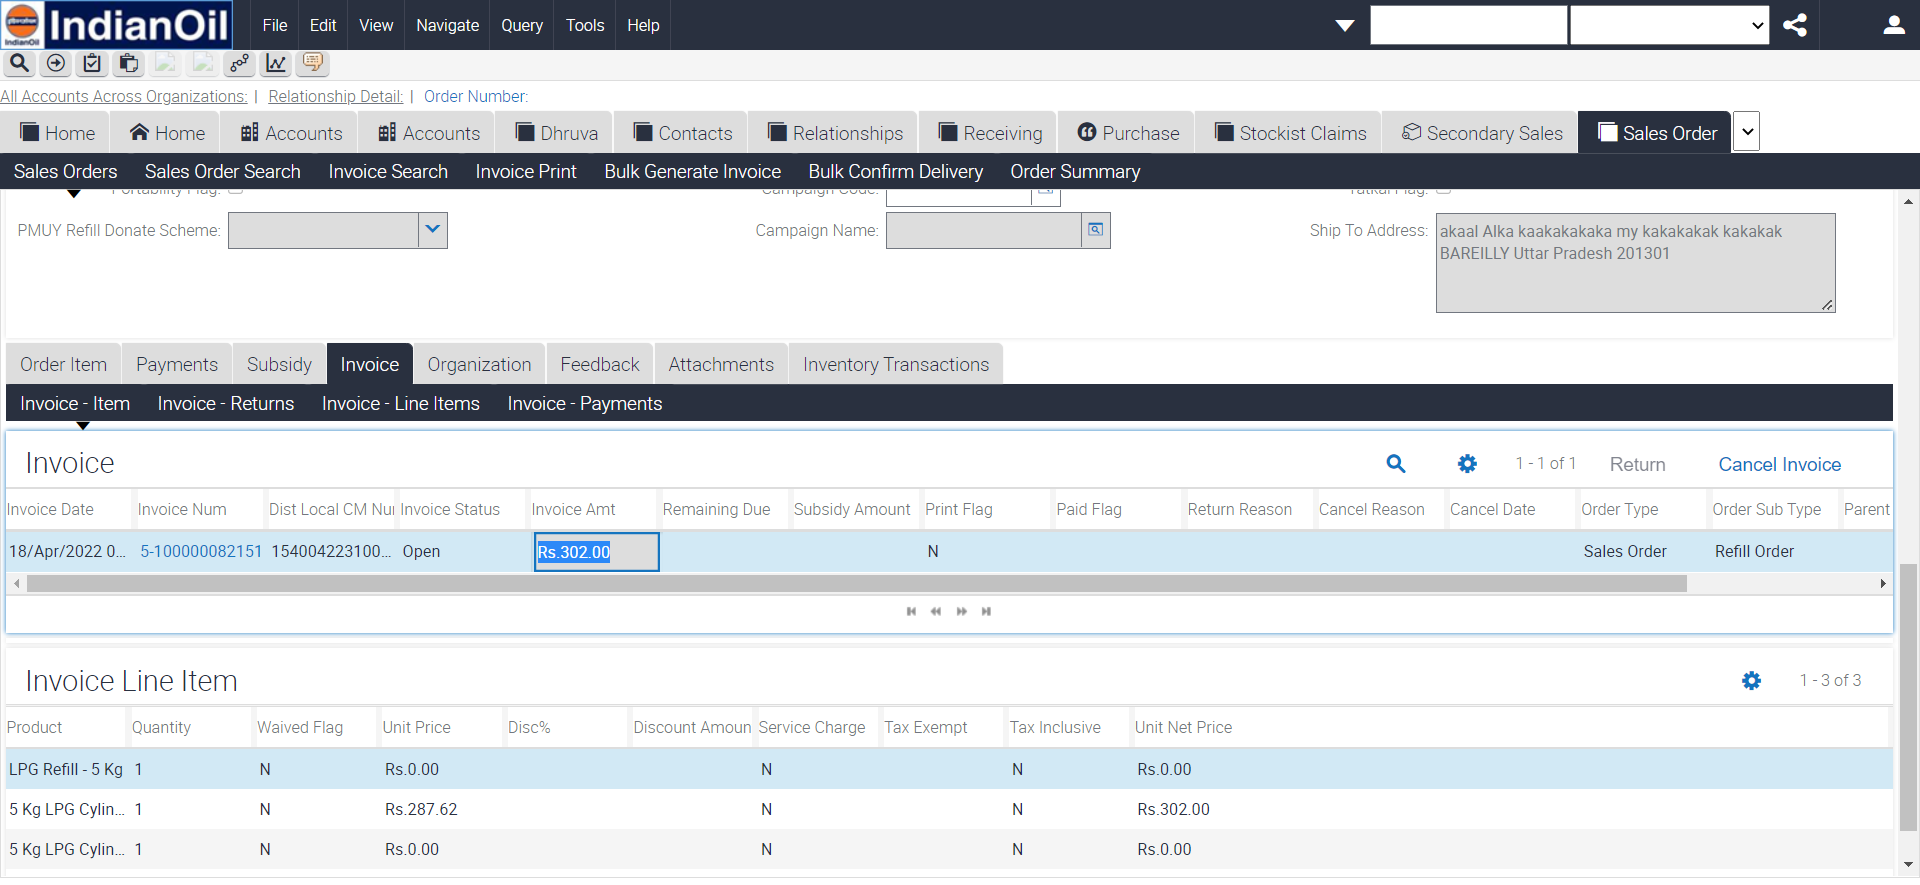 IndianOil
File Edit View Navigate Query Tools Help
All Accounts Across Organizations: | Relationship Detail: | Order Number:
Home Home Accounts Accounts Dhruva Contacts Relationships Receiving Purchase Stockist Claims Secondary Sales Sales Order
Sales Orders Sales Order Search Invoice Search Invoice Print Bulk Generate Invoice Bulk Confirm Delivery Order Summary
Portability Flag: Campaign Code: Tatkal Flag:
PMUY Refill Donate Scheme: Campaign Name: Ship To Address: akaal Alka kaakakakaka my kakakakak kakakak
BAREILLY Uttar Pradesh 201301
Order Item Payments Subsidy Invoice Organization Feedback Attachments Inventory Transactions
Invoice - Item Invoice - Returns Invoice - Line Items Invoice - Payments
Invoice 1 - 1 of 1 Return Cancel Invoice
Invoice Date Invoice Num Dist Local CM Nu Invoice Status Invoice Amt Remaining Due Subsidy Amount Print Flag Paid Flag Return Reason Cancel Reason Cancel Date Order Type Order Sub Type Parent
18/Apr/2022 0... 5-100000082151 154004223100... Open Rs.302.00 N Sales Order Refill Order
Invoice Line Item 1 - 3 of 3
Product Quantity Waived Flag Unit Price Disc% Discount Amoun Service Charge Tax Exempt Tax Inclusive Unit Net Price
LPG Refill - 5 Kg 1 N Rs.0.00 N N Rs.0.00
5 Kg LPG Cylin... 1 N Rs.287.62 N N Rs.302.00
5 Kg LPG Cylin... 1 N Rs.0.00 N N Rs.0.00